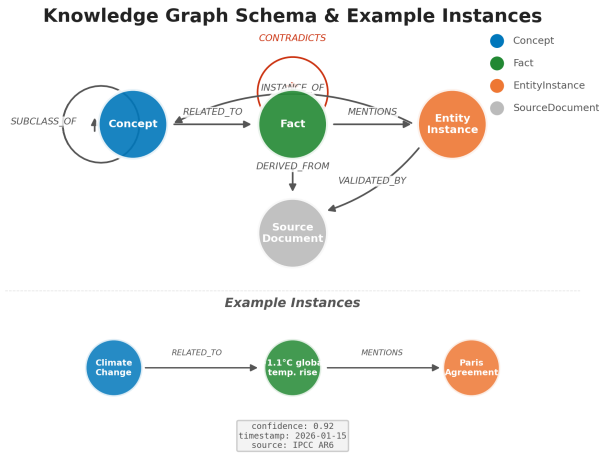 Knowledge Graph Schema & Example Instances
CONTRADICTS
Concept
Fact
EntityInstance
SourceDocument
INSTANCE_OF
SUBCLASS_OF
Concept
RELATED_TO
Fact
MENTIONS
Entity
Instance
DERIVED_FROM
VALIDATED_BY
Source
Document
Example Instances
Climate
Change
RELATED_TO
1.1°C global
temp. rise
MENTIONS
Paris
Agreement
confidence: 0.92
timestamp: 2026-01-15
source: IPCC AR6